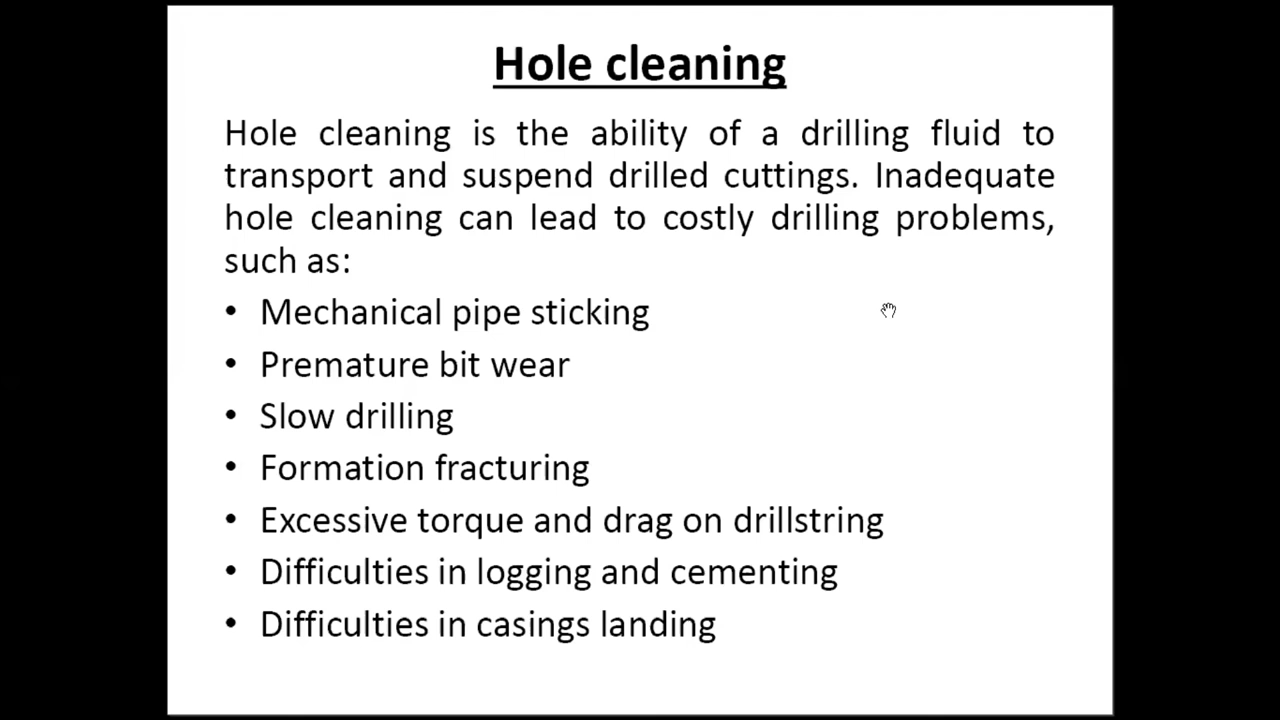 Hole cleaning
Hole cleaning is the ability of a drilling fluid to
transport and suspend drilled cuttings. Inadequate
hole cleaning can lead to costly drilling problems,
such as:
• Mechanical pipe sticking
• Premature bit wear
• Slow drilling
• Formation fracturing
• Excessive torque and drag on drillstring
• Difficulties in logging and cementing
• Difficulties in casings landing